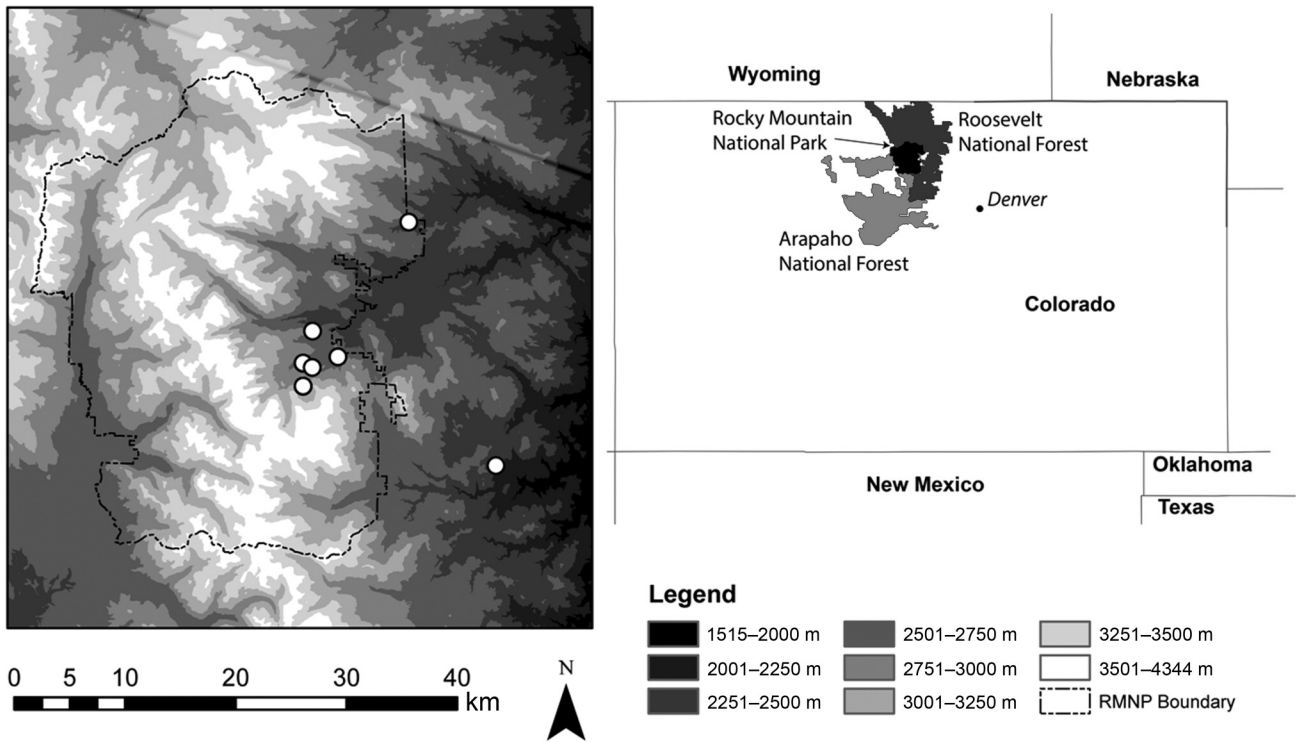 Wyoming
Nebraska
Rocky Mountain
National Park
Roosevelt
National Forest
Denver
Arapaho
National Forest
Colorado
New Mexico
Oklahoma
Texas
Legend
1515–2000 m
2001–2250 m
2251–2500 m
2501–2750 m
2751–3000 m
3001–3250 m
3251–3500 m
3501–4344 m
RMNP Boundary
0 5 10 20 30 40
km
N